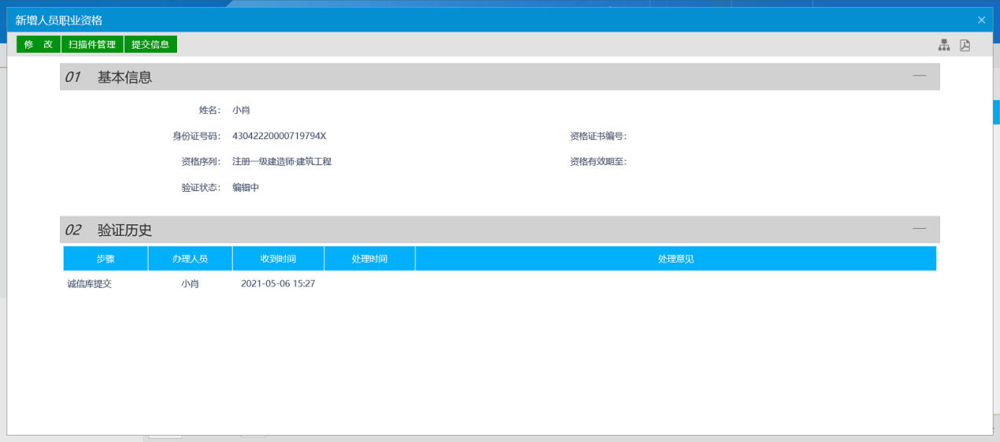 新增人员职业资格
修 改 扫描件管理 提交信息
01 基本信息
姓名： 小肖
身份证号码： 43042220000719794X 资格证书编号：
资格序列： 注册一级建造师·建筑工程 资格有效期至：
验证状态： 编辑中
02 验证历史
步骤 办理人员 收到时间 处理时间 处理意见
诚信库提交 小肖 2021-05-06 15:27